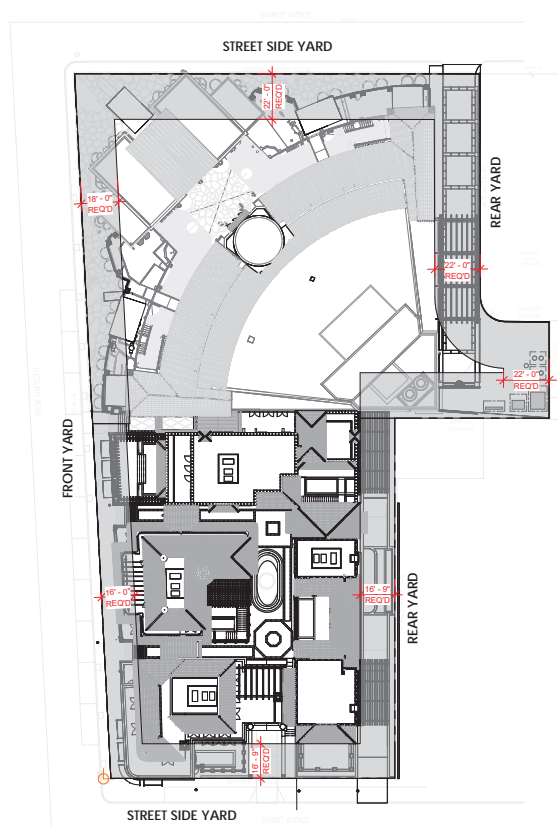 STREET SIDE YARD
22' - 0"
REQ'D
18' - 0"
REQ'D
REAR YARD
22' - 0"
REQ'D
22' - 0"
REQ'D
FRONT YARD
16' - 0"
REQ'D
16' - 9"
REQ'D
REAR YARD
16' - 9"
REQ'D
STREET SIDE YARD